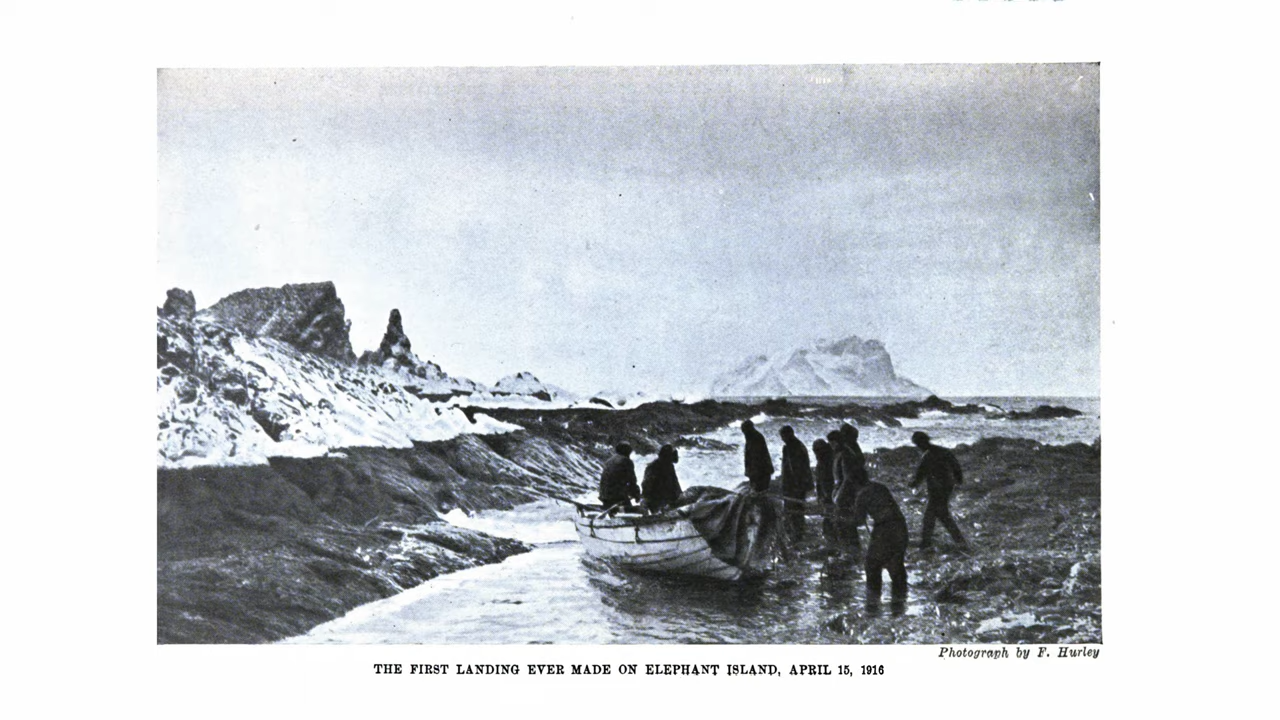 Photograph by F. Hurley
THE FIRST LANDING EVER MADE ON ELEPHANT ISLAND, APRIL 15, 1916